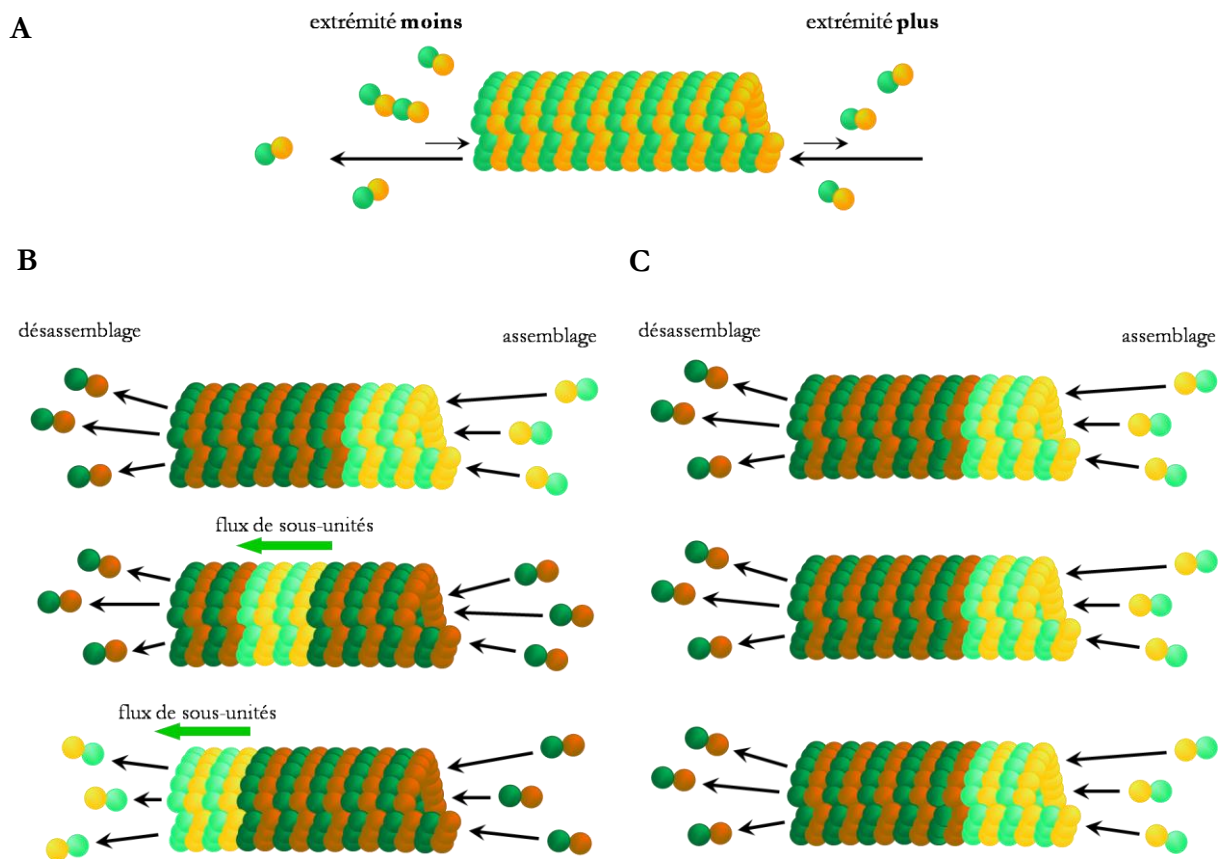 A
extrémité moins
extrémité plus
B
C
désassemblage
assemblage
désassemblage
assemblage
flux de sous-unités
flux de sous-unités